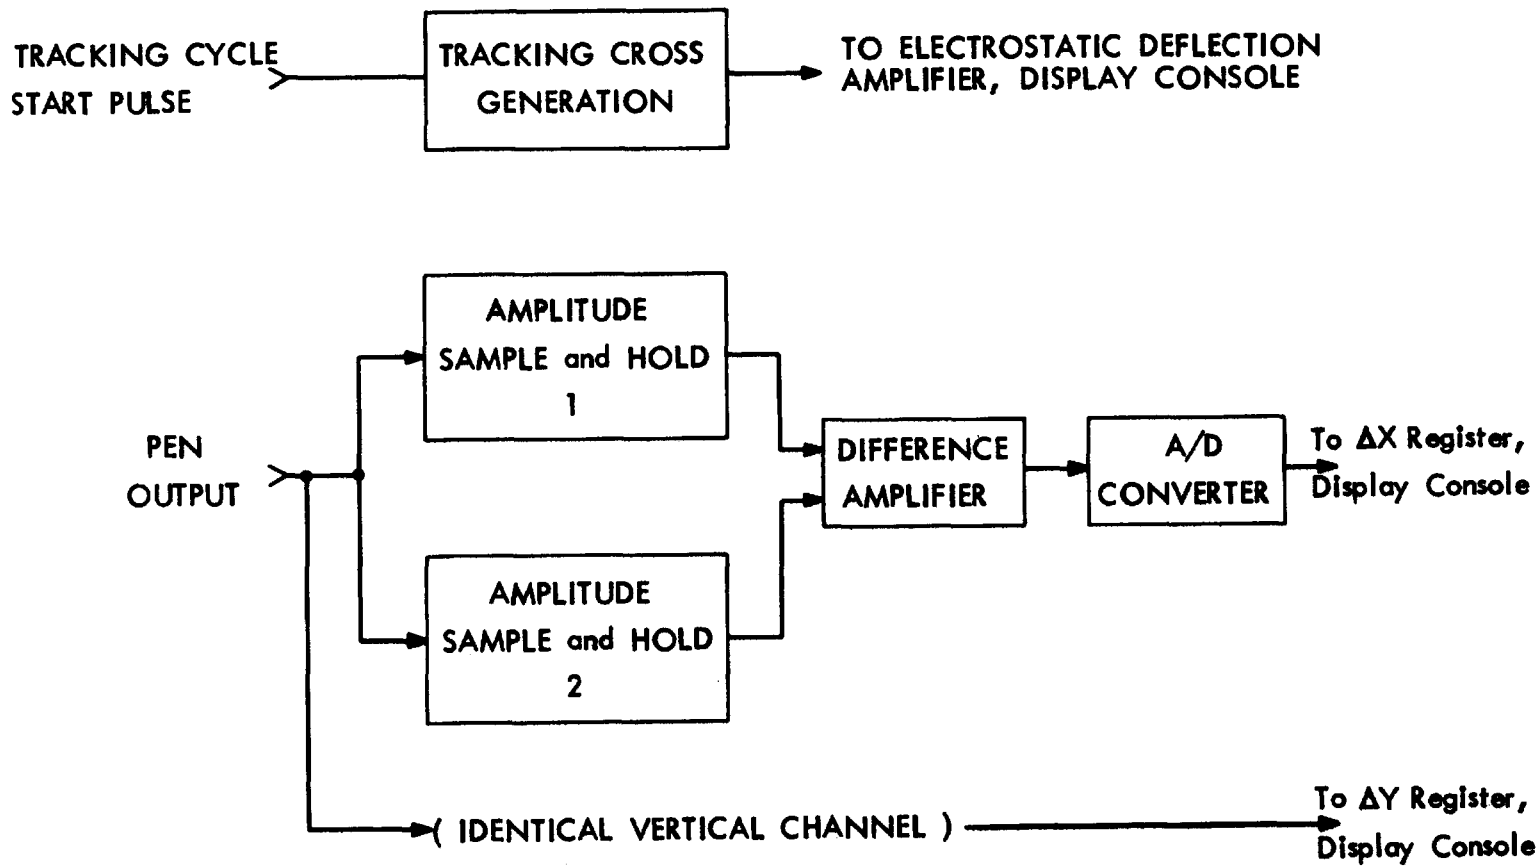 TRACKING CYCLE
START PULSE
TRACKING CROSS
GENERATION
TO ELECTROSTATIC DEFLECTION
AMPLIFIER, DISPLAY CONSOLE
AMPLITUDE
SAMPLE and HOLD
1
PEN
OUTPUT
DIFFERENCE
AMPLIFIER
A/D
CONVERTER
To ΔX Register,
Display Console
AMPLITUDE
SAMPLE and HOLD
2
( IDENTICAL VERTICAL CHANNEL )
To ΔY Register,
Display Console